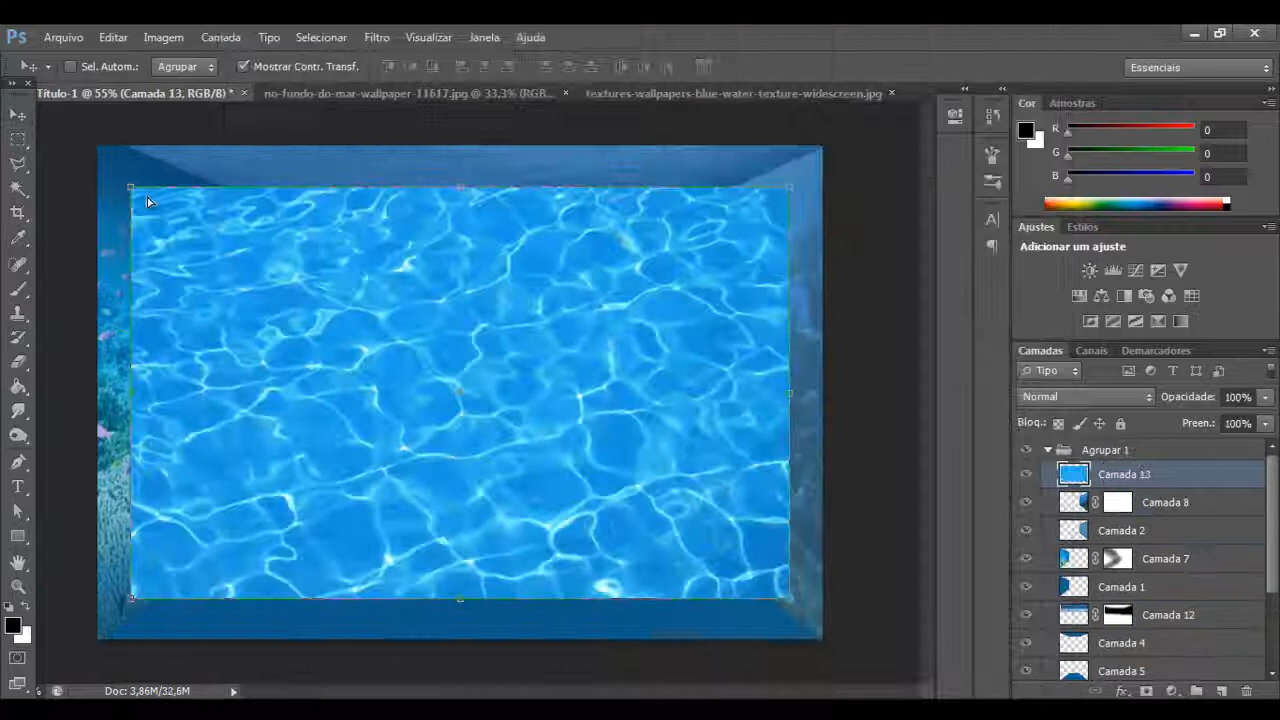 Ps Arquivo Editar Imagem Camada Tipo Selecionar Filtro Visualizar Janela Ajuda
Sel. Autom.: Agrupar Mostrar Contr. Transf. Essenciais
Título-1 @ 55% (Camada 13, RGB/8) * × no-fundo-do-mar-wallpaper-11617.jpg @ 33,3% (RGB... × textures-wallpapers-blue-water-texture-widescreen.jpg ×
Cor Amostras
R 0
G 0
B 0
Ajustes Estilos
Adicionar um ajuste
Camadas Canais Demarcadores
Tipo
Normal Opacidade: 100%
Bloq.: Preen.: 100%
Agrupar 1
Camada 13
Camada 8
Camada 2
Camada 7
Camada 1
Camada 12
Camada 4
Camada 5
Doc: 3,86M/32,6M